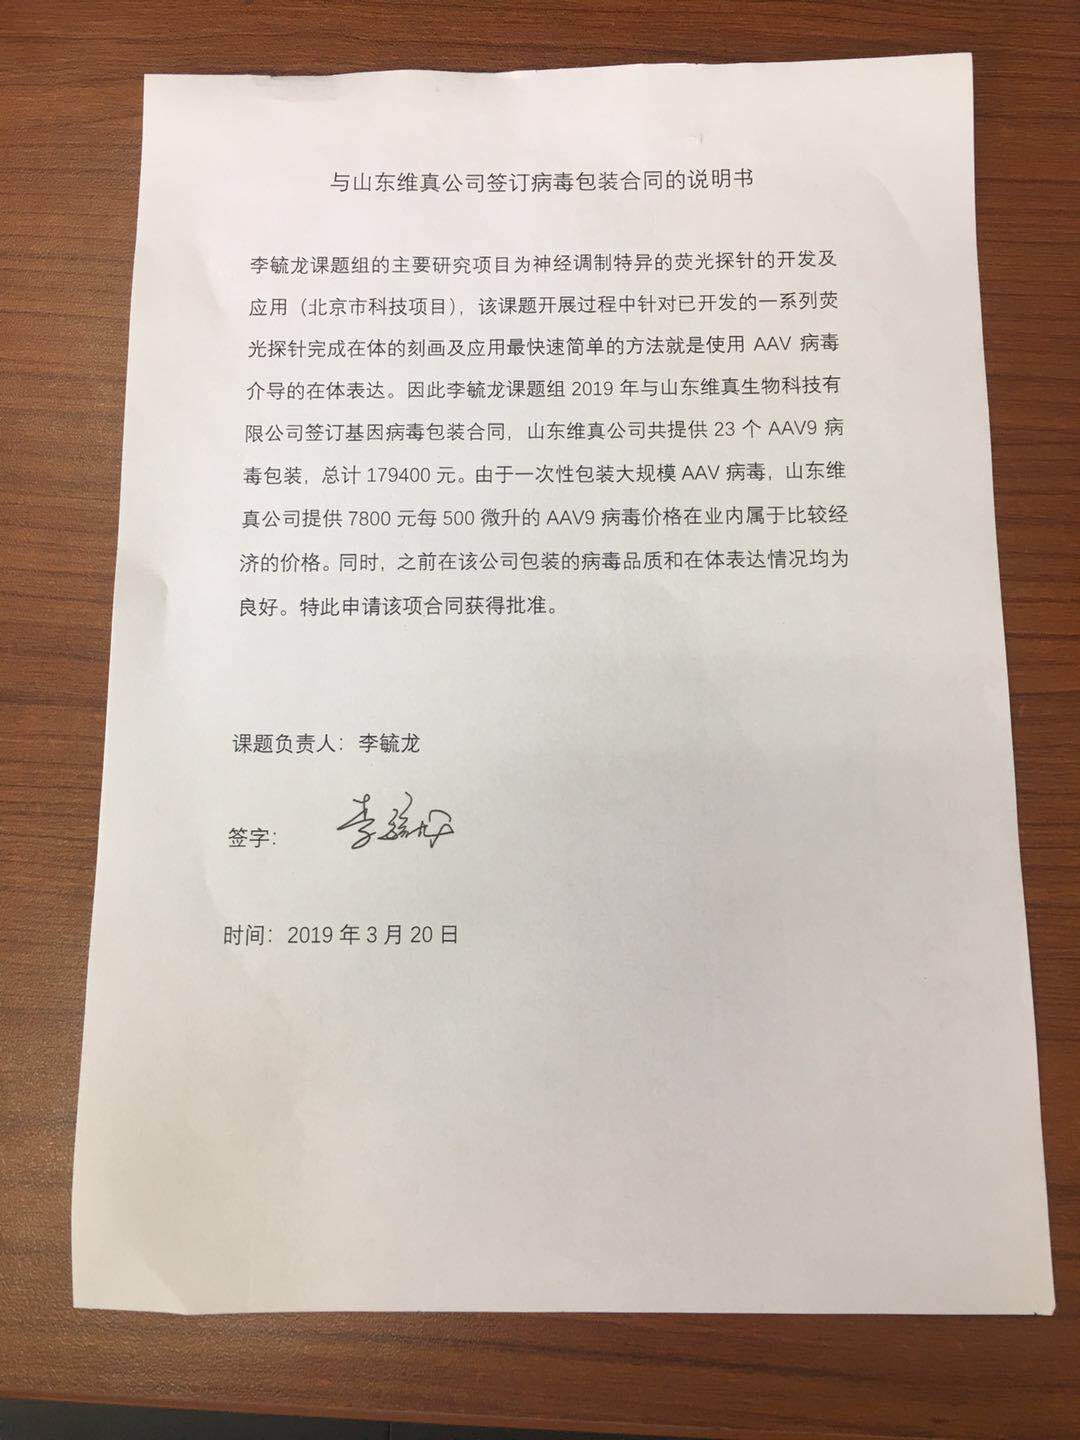 与山东维真公司签订病毒包装合同的说明书
李毓龙课题组的主要研究项目为神经调制特异的荧光探针的开发及
应用（北京市科技项目），该课题开展过程中针对已开发的一系列荧
光探针完成在体的刻画及应用最快速简单的方法就是使用 AAV 病毒
介导的在体表达。因此李毓龙课题组 2019 年与山东维真生物科技有
限公司签订基因病毒包装合同，山东维真公司共提供 23 个 AAV9 病
毒包装，总计 179400 元。由于一次性包装大规模 AAV 病毒，山东维
真公司提供 7800 元每 500 微升的 AAV9 病毒价格在业内属于比较经
济的价格。同时，之前在该公司包装的病毒品质和在体表达情况均为
良好。特此申请该项合同获得批准。
课题负责人：李毓龙
签字： 李毓龙
时间：2019 年 3 月 20 日